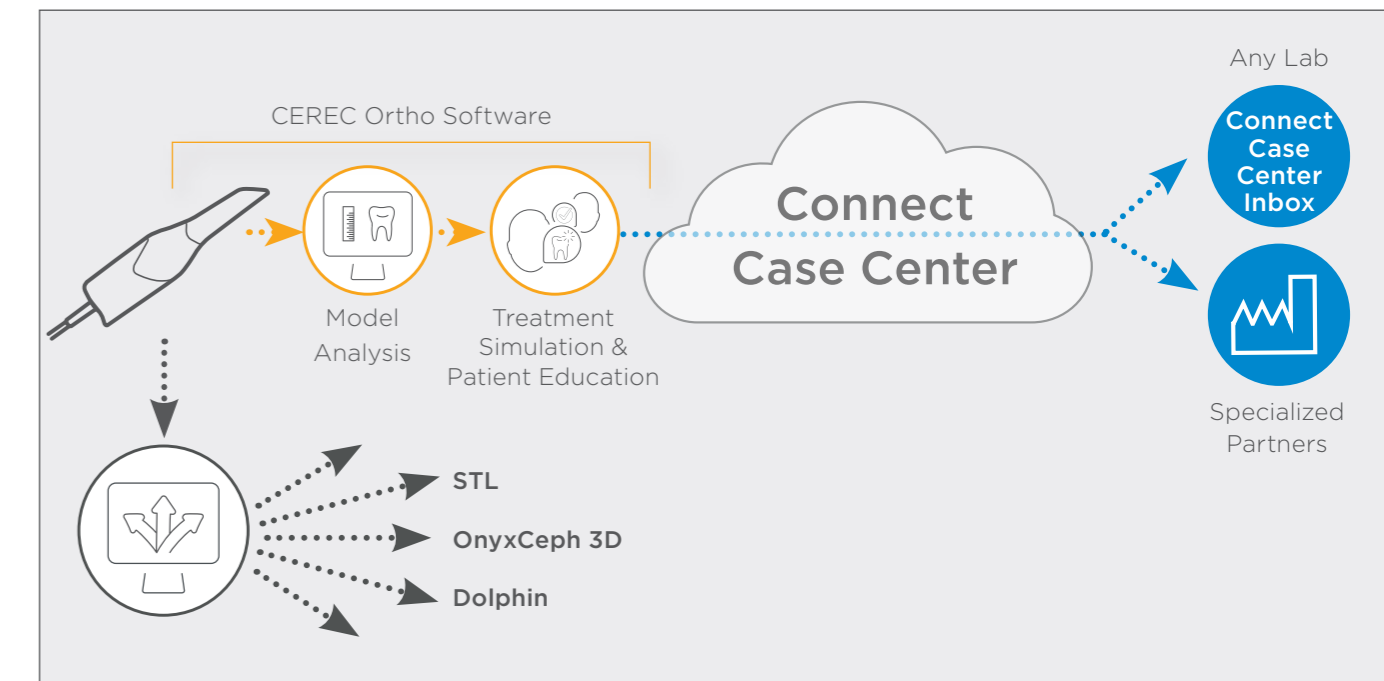 Any Lab
CEREC Ortho Software
Connect
Case
Center
Inbox
Connect
Case Center
Model
Analysis
Treatment
Simulation &
Patient Education
Specialized
Partners
STL
OnyxCeph 3D
Dolphin